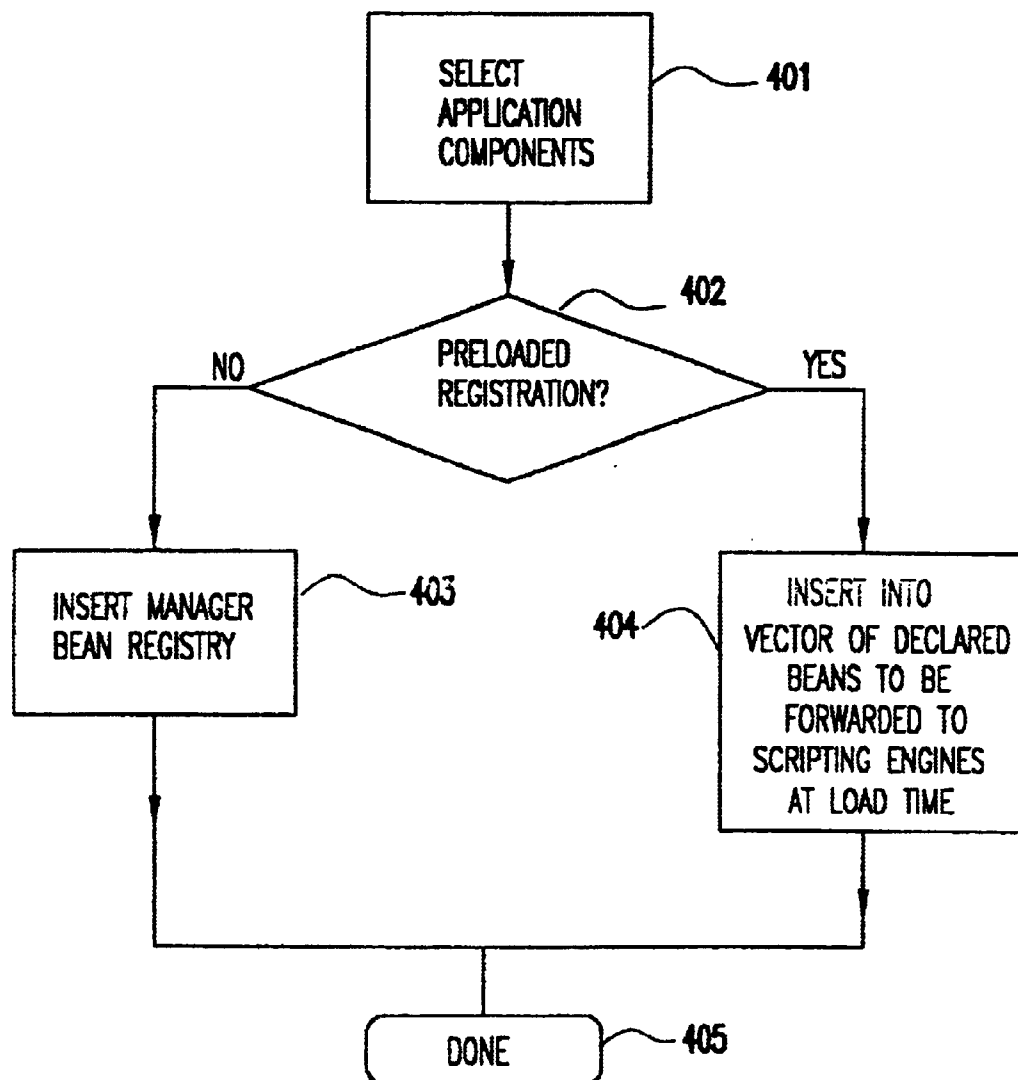 SELECT
APPLICATION
COMPONENTS
401
402
PRELOADED
REGISTRATION?
NO
YES
INSERT MANAGER
BEAN REGISTRY
403
404
INSERT INTO
VECTOR OF DECLARED
BEANS TO BE
FORWARDED TO
SCRIPTING ENGINES
AT LOAD TIME
DONE
405